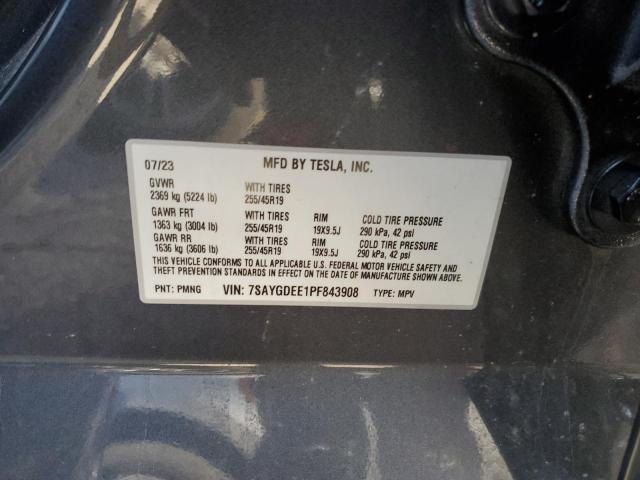 07/23 MFD BY TESLA, INC.
GVWR WITH TIRES
2369 kg (5224 lb) 255/45R19
GAWR FRT WITH TIRES RIM COLD TIRE PRESSURE
1363 kg (3004 lb) 255/45R19 19X9.5J 290 kPa, 42 psi
GAWR RR WITH TIRES RIM COLD TIRE PRESSURE
1636 kg (3606 lb) 255/45R19 19X9.5J 290 kPa, 42 psi
THIS VEHICLE CONFORMS TO ALL APPLICABLE U.S. FEDERAL MOTOR VEHICLE SAFETY AND
THEFT PREVENTION STANDARDS IN EFFECT ON THE DATE OF MANUFACTURE SHOWN ABOVE.
PNT: PMNG VIN: 7SAYGDEE1PF843908 TYPE: MPV